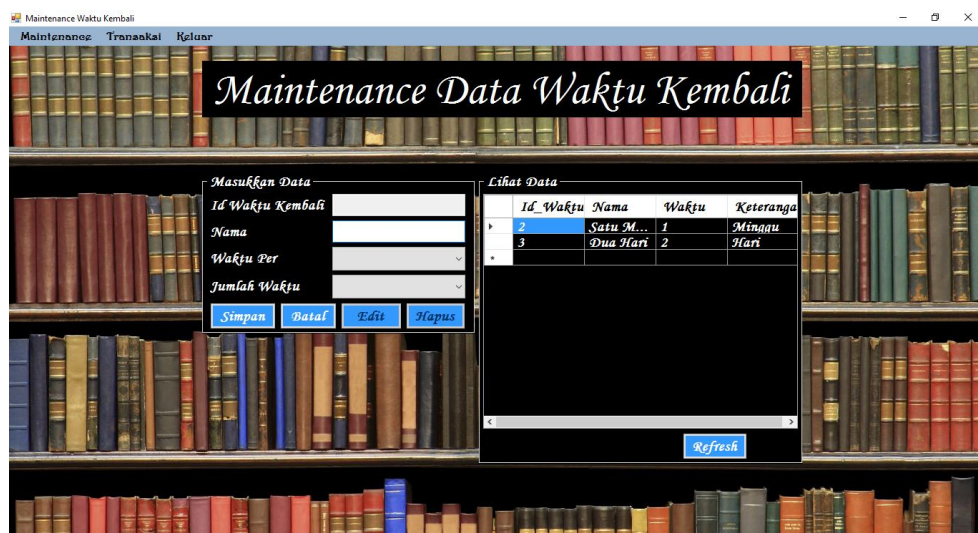 Maintenance Waktu Kembali
Maintenance Transaksi Keluar
Maintenance Data Waktu Kembali
Masukkan Data
Id Waktu Kembali
Nama
Waktu Per
Jumlah Waktu
Simpan Batal Edit Hapus
Lihat Data
Id_Waktu Nama Waktu Keteranga
2 Satu M... 1 Minggu
3 Dua Hari 2 Hari
Refresh